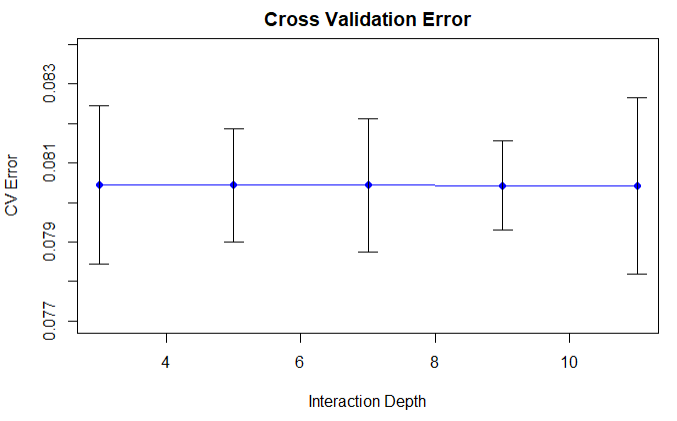 Cross Validation Error
CV Error
0.083
0.081
0.079
0.077
4 6 8 10
Interaction Depth